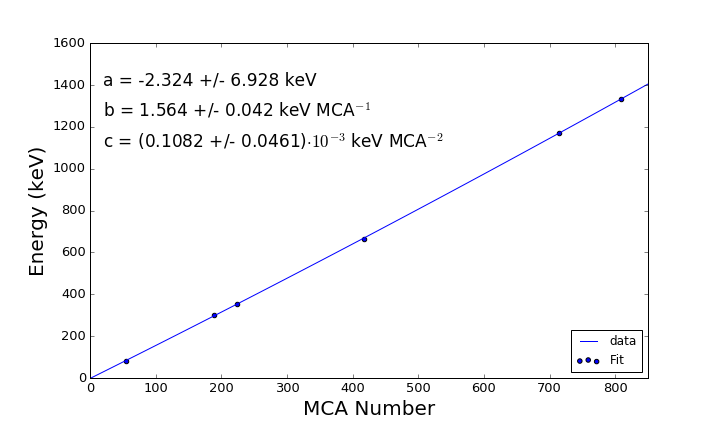 1600
1400
1200
1000
800
600
400
200
0
Energy (keV)
a = -2.324 +/- 6.928 keV
b = 1.564 +/- 0.042 keV MCA⁻¹
c = (0.1082 +/- 0.0461)·10⁻³ keV MCA⁻²
data
Fit
0 100 200 300 400 500 600 700 800
MCA Number